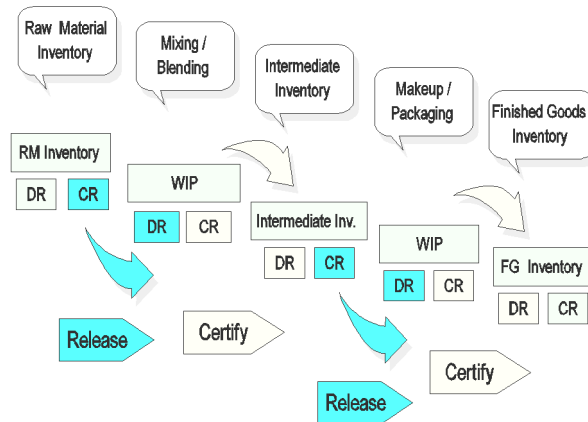 Raw Material
Inventory
Mixing /
Blending
Intermediate
Inventory
Makeup /
Packaging
Finished Goods
Inventory
RM Inventory
DR
CR
WIP
DR
CR
Intermediate Inv.
DR
CR
WIP
DR
CR
FG Inventory
DR
CR
Release
Certify
Release
Certify